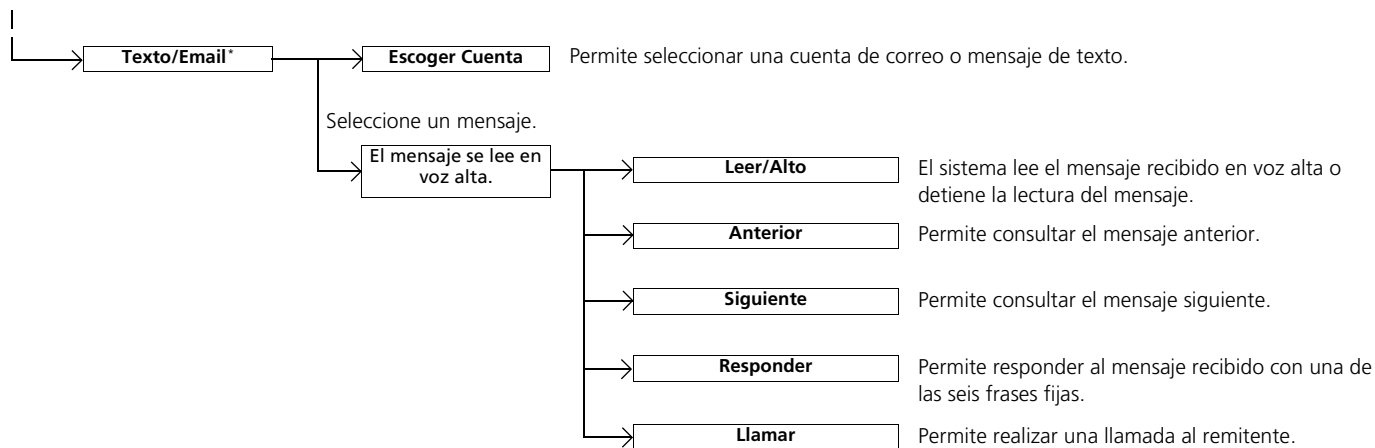 Texto/Email*
Escoger Cuenta
Permite seleccionar una cuenta de correo o mensaje de texto.
Seleccione un mensaje.
El mensaje se lee en
voz alta.
Leer/Alto
El sistema lee el mensaje recibido en voz alta o
detiene la lectura del mensaje.
Anterior
Permite consultar el mensaje anterior.
Siguiente
Permite consultar el mensaje siguiente.
Responder
Permite responder al mensaje recibido con una de
las seis frases fijas.
Llamar
Permite realizar una llamada al remitente.